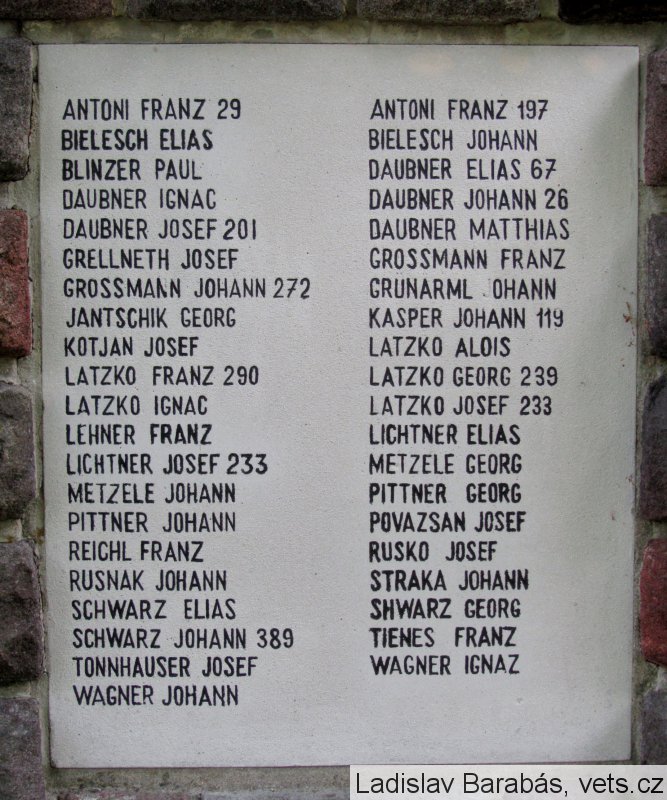 ANTONI FRANZ 29
BIELESCH ELIAS
BLINZER PAUL
DAUBNER IGNAC
DAUBNER JOSEF 201
GRELLNETH JOSEF
GROSSMANN JOHANN 272
JANTSCHIK GEORG
KOTJAN JOSEF
LATZKO FRANZ 290
LATZKO IGNAC
LEHNER FRANZ
LICHTNER JOSEF 233
METZELE JOHANN
PITTNER JOHANN
REICHL FRANZ
RUSNAK JOHANN
SCHWARZ ELIAS
SCHWARZ JOHANN 389
TONNHAUSER JOSEF
WAGNER JOHANN
ANTONI FRANZ 197
BIELESCH JOHANN
DAUBNER ELIAS 67
DAUBNER JOHANN 26
DAUBNER MATTHIAS
GROSSMANN FRANZ
GRUNARML OHANN
KASPER JOHANN 119
LATZKO ALOIS
LATZKO GEORG 239
LATZKO JOSEF 233
LICHTNER ELIAS
METZELE GEORG
PITTNER GEORG
POVAZSAN JOSEF
RUSKO JOSEF
STRAKA JOHANN
SHWARZ GEORG
TIENES FRANZ
WAGNER IGNAZ
Ladislav Barabás, vets.cz